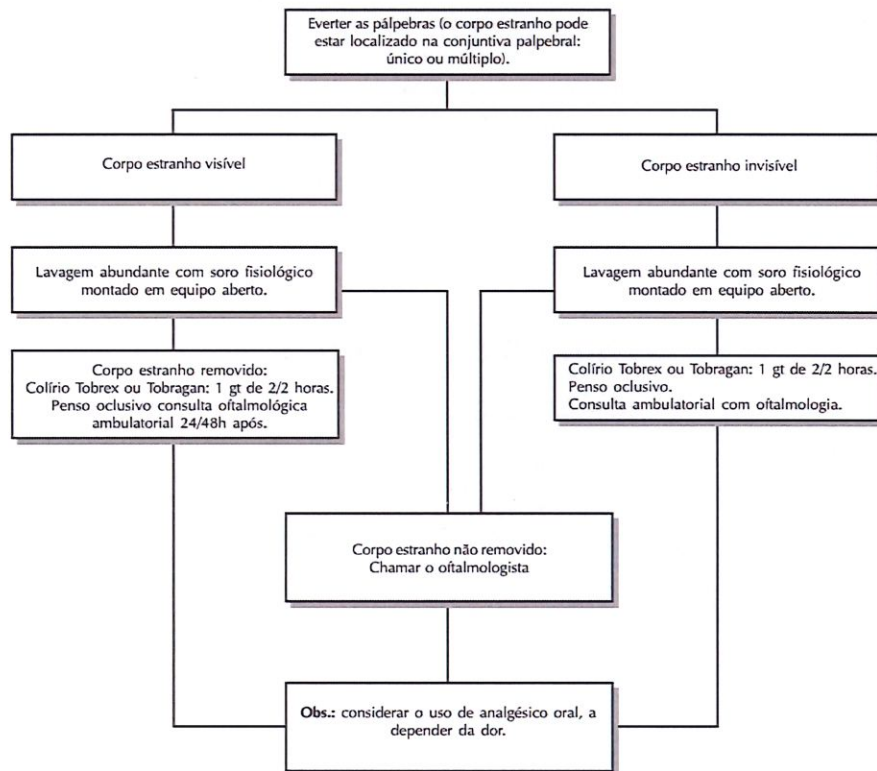 Everter as pálpebras (o corpo estranho pode
estar localizado na conjuntiva palpebral:
único ou múltiplo).
Corpo estranho visível
Corpo estranho invisível
Lavagem abundante com soro fisiológico
montado em equipo aberto.
Lavagem abundante com soro fisiológico
montado em equipo aberto.
Corpo estranho removido:
Colírio Tobrex ou Tobragan: 1 gt de 2/2 horas.
Penso oclusivo consulta oftalmológica
ambulatorial 24/48h após.
Colírio Tobrex ou Tobragan: 1 gt de 2/2 horas.
Penso oclusivo.
Consulta ambulatorial com oftalmologia.
Corpo estranho não removido:
Chamar o oftalmologista
Obs.: considerar o uso de analgésico oral, a
depender da dor.